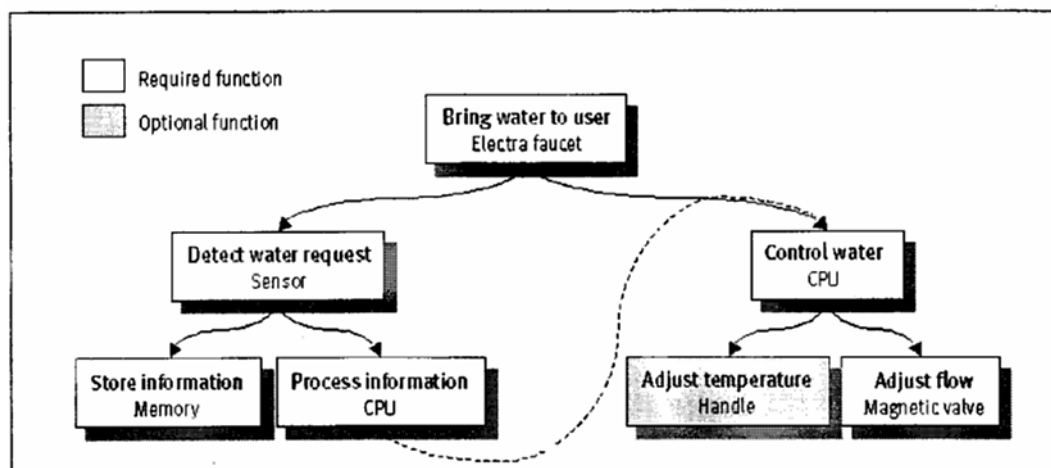 Required function
Optional function
Bring water to user
Electra faucet
Detect water request
Sensor
Control water
CPU
Store information
Memory
Process information
CPU
Adjust temperature
Handle
Adjust flow
Magnetic valve